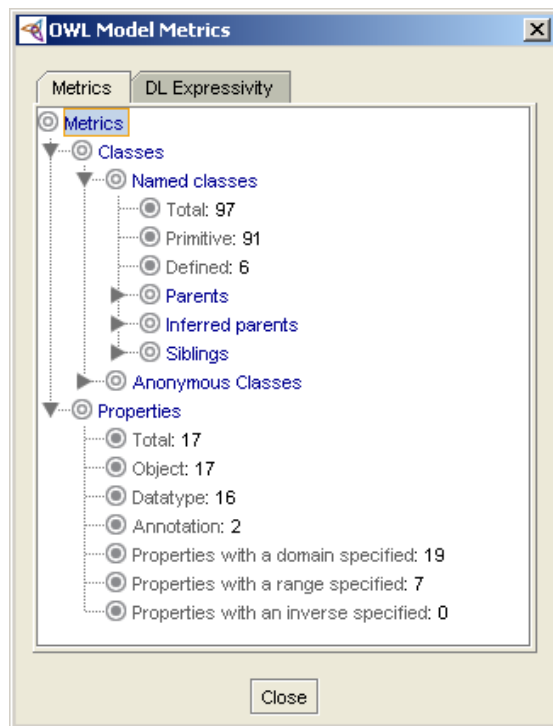 OWL Model Metrics
Metrics DL Expressivity
Metrics
Classes
Named classes
Total: 97
Primitive: 91
Defined: 6
Parents
Inferred parents
Siblings
Anonymous Classes
Properties
Total: 17
Object: 17
Datatype: 16
Annotation: 2
Properties with a domain specified: 19
Properties with a range specified: 7
Properties with an inverse specified: 0
Close